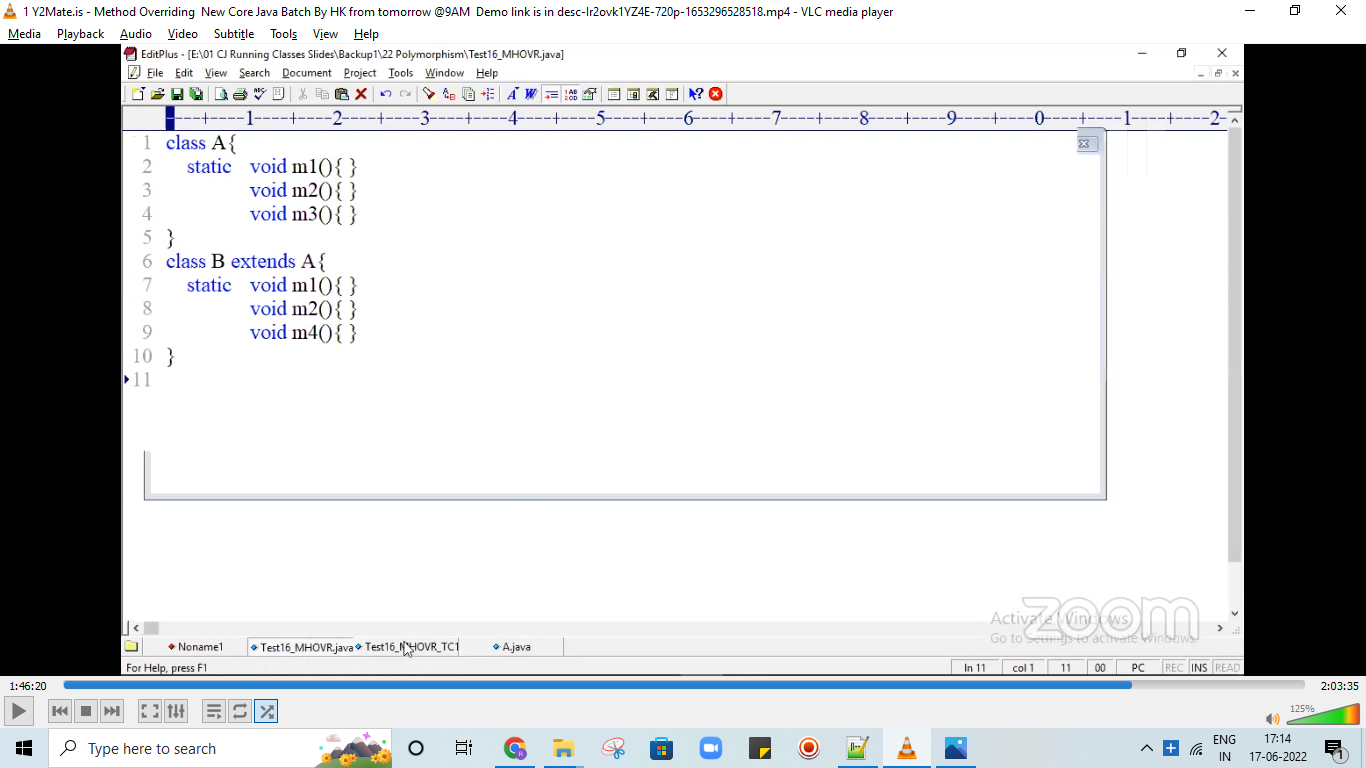 1 Y2Mate.is - Method Overriding  New Core Java Batch By HK from tomorrow @9AM  Demo link is in desc-Ir2ovk1YZ4E-720p-1653296528518.mp4 - VLC media player
Media Playback Audio Video Subtitle Tools View Help
EditPlus - [E:\01 CJ Running Classes Slides\Backup1\22 Polymorphism\Test16_MHOVR.java]
File Edit View Search Document Project Tools Window Help
----+----1----+----2----+----3----+----4----+----5----+----6----+----7----+----8----+----9----+----0----+----1----+----2-
1 class A{
2 static void m1(){ }
3 void m2(){ }
4 void m3(){ }
5 }
6 class B extends A{
7 static void m1(){ }
8 void m2(){ }
9 void m4(){ }
10 }
11
zoom
Activate Windows
Go to Settings to activate Windows.
Noname1 Test16_MHOVR.java Test16_MHOVR_TC1 A.java
For Help, press F1 ln 11 col 1 11 00 PC REC INS READ
1:46:20 2:03:35
125%
Type here to search
ENG 17:14
IN 17-06-2022 1